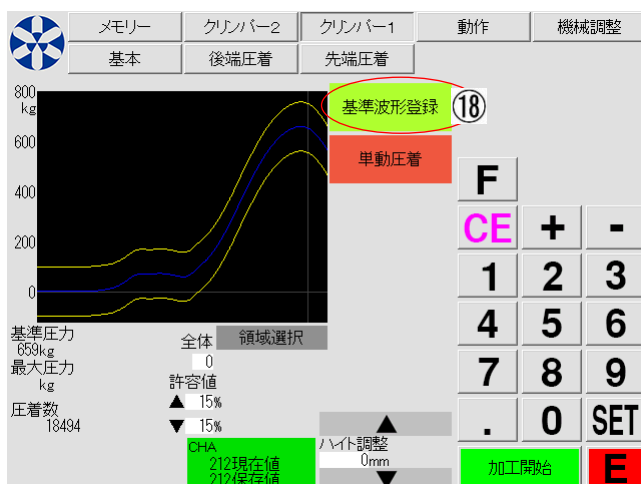 メモリー クリンパー2 クリンパー1 動作 機械調整
基本 後端圧着 先端圧着
800
kg
600
400
200
0
基準波形登録 ⑱
単動圧着
F
CE + -
1 2 3
4 5 6
7 8 9
. 0 SET
加工開始 E
基準圧力
659kg
最大圧力
kg
圧着数
18494
全体 領域選択
0
許容値
▲ 15%
▼ 15%
CHA
212現在値
212保存値
▲
ハイト調整
0mm
▼